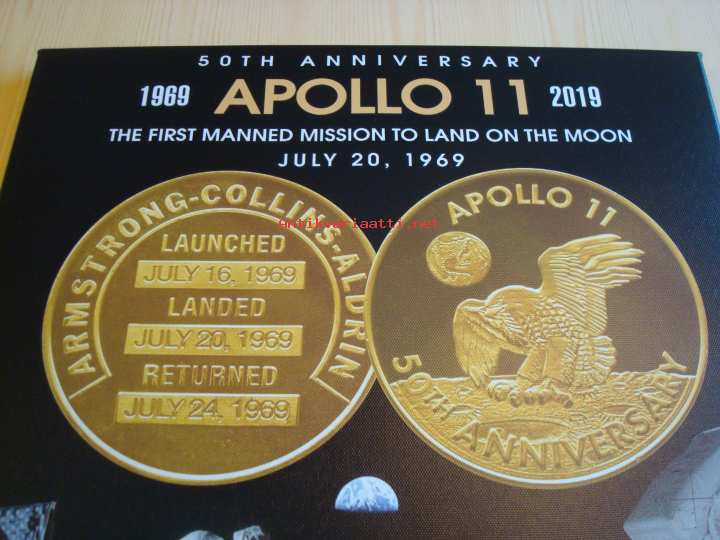 50TH ANNIVERSARY
1969 APOLLO 11 2019
THE FIRST MANNED MISSION TO LAND ON THE MOON
JULY 20, 1969
ARMSTRONG-COLLINS-ALDRIN
LAUNCHED
JULY 16, 1969
LANDED
JULY 20, 1969
RETURNED
JULY 24, 1969
APOLLO 11
50TH ANNIVERSARY
Antikvariaatti.net